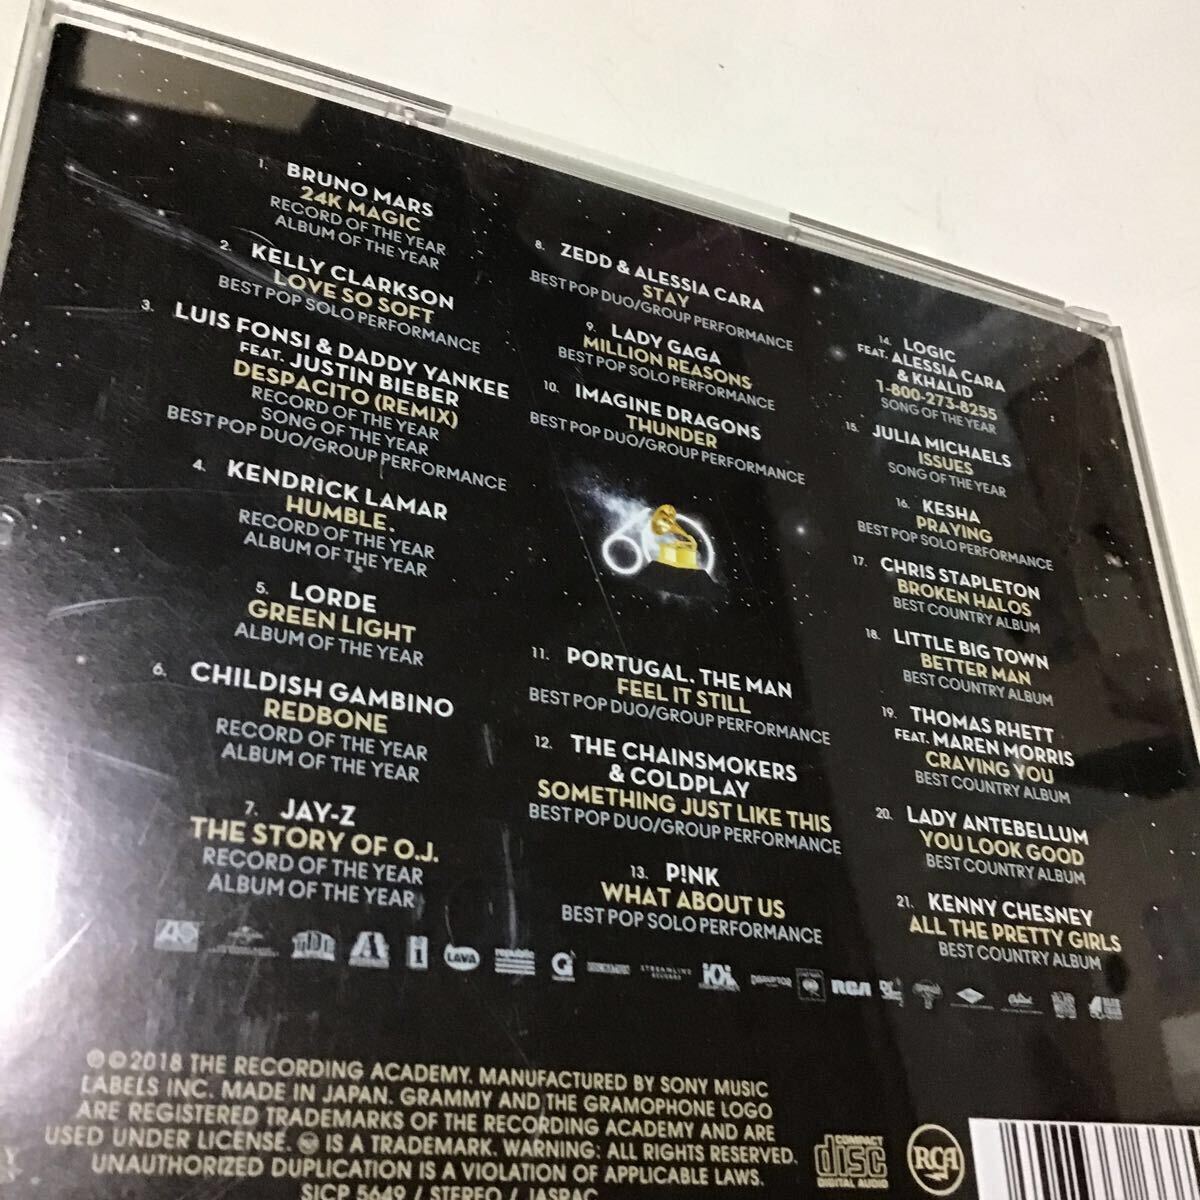 1. BRUNO MARS
24K MAGIC
RECORD OF THE YEAR
ALBUM OF THE YEAR
2. KELLY CLARKSON
LOVE SO SOFT
BEST POP SOLO PERFORMANCE
3. LUIS FONSI & DADDY YANKEE
FEAT. JUSTIN BIEBER
DESPACITO (REMIX)
RECORD OF THE YEAR
SONG OF THE YEAR
BEST POP DUO/GROUP PERFORMANCE
4. KENDRICK LAMAR
HUMBLE.
RECORD OF THE YEAR
ALBUM OF THE YEAR
5. LORDE
GREEN LIGHT
ALBUM OF THE YEAR
6. CHILDISH GAMBINO
REDBONE
RECORD OF THE YEAR
ALBUM OF THE YEAR
7. JAY-Z
THE STORY OF O.J.
RECORD OF THE YEAR
ALBUM OF THE YEAR
8. ZEDD & ALESSIA CARA
STAY
BEST POP DUO/GROUP PERFORMANCE
9. LADY GAGA
MILLION REASONS
BEST POP SOLO PERFORMANCE
10. IMAGINE DRAGONS
THUNDER
BEST POP DUO/GROUP PERFORMANCE
60
11. PORTUGAL. THE MAN
FEEL IT STILL
BEST POP DUO/GROUP PERFORMANCE
12. THE CHAINSMOKERS
& COLDPLAY
SOMETHING JUST LIKE THIS
BEST POP DUO/GROUP PERFORMANCE
13. P!NK
WHAT ABOUT US
BEST POP SOLO PERFORMANCE
14. LOGIC
FEAT. ALESSIA CARA
& KHALID
1-800-273-8255
SONG OF THE YEAR
15. JULIA MICHAELS
ISSUES
SONG OF THE YEAR
16. KESHA
PRAYING
BEST POP SOLO PERFORMANCE
17. CHRIS STAPLETON
BROKEN HALOS
BEST COUNTRY ALBUM
18. LITTLE BIG TOWN
BETTER MAN
BEST COUNTRY ALBUM
19. THOMAS RHETT
FEAT. MAREN MORRIS
CRAVING YOU
BEST COUNTRY ALBUM
20. LADY ANTEBELLUM
YOU LOOK GOOD
BEST COUNTRY ALBUM
21. KENNY CHESNEY
ALL THE PRETTY GIRLS
BEST COUNTRY ALBUM
LAVA republic STREAMLINE RCA
℗©2018 THE RECORDING ACADEMY. MANUFACTURED BY SONY MUSIC
LABELS INC. MADE IN JAPAN. GRAMMY AND THE GRAMOPHONE LOGO
ARE REGISTERED TRADEMARKS OF THE RECORDING ACADEMY AND ARE
USED UNDER LICENSE. IS A TRADEMARK. WARNING: ALL RIGHTS RESERVED.
UNAUTHORIZED DUPLICATION IS A VIOLATION OF APPLICABLE LAWS.
SICP 5649 / STEREO / JASRAC
COMPACT
disc
DIGITAL AUDIO
RCA